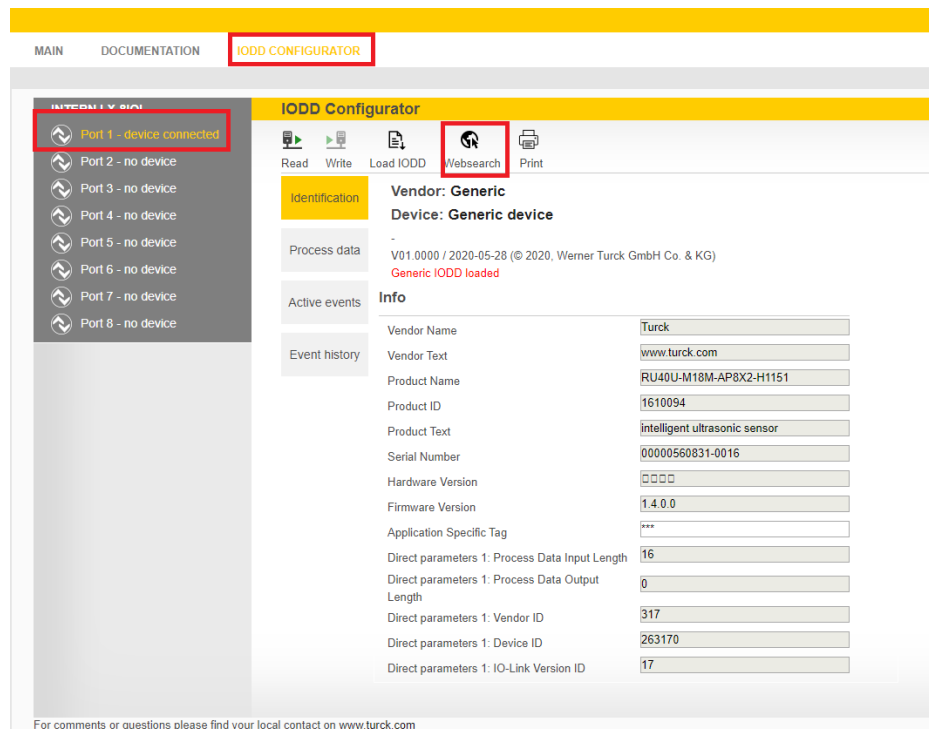 MAIN DOCUMENTATION IODD CONFIGURATOR
INTERN LX 8IOL
Port 1 - device connected
Port 2 - no device
Port 3 - no device
Port 4 - no device
Port 5 - no device
Port 6 - no device
Port 7 - no device
Port 8 - no device
IODD Configurator
Read Write Load IODD Websearch Print
Identification
Process data
Active events
Event history
Vendor: Generic
Device: Generic device
-
V01.0000 / 2020-05-28 (© 2020, Werner Turck GmbH Co. & KG)
Generic IODD loaded
Info
Vendor Name Turck
Vendor Text www.turck.com
Product Name RU40U-M18M-AP8X2-H1151
Product ID 1610094
Product Text intelligent ultrasonic sensor
Serial Number 00000560831-0016
Hardware Version □□□□
Firmware Version 1.4.0.0
Application Specific Tag ***
Direct parameters 1: Process Data Input Length 16
Direct parameters 1: Process Data Output
Length 0
Direct parameters 1: Vendor ID 317
Direct parameters 1: Device ID 263170
Direct parameters 1: IO-Link Version ID 17
For comments or questions please find your local contact on www.turck.com